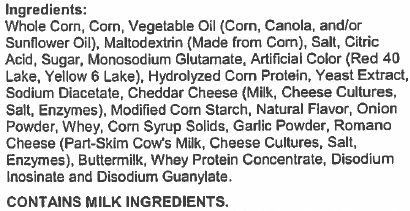 Ingredients:
Whole Corn, Corn, Vegetable Oil (Corn, Canola, and/or
Sunflower Oil), Maltodextrin (Made from Corn), Salt, Citric
Acid, Sugar, Monosodium Glutamate, Artificial Color (Red 40
Lake, Yellow 6 Lake), Hydrolyzed Corn Protein, Yeast Extract,
Sodium Diacetate, Cheddar Cheese (Milk, Cheese Cultures,
Salt, Enzymes), Modified Corn Starch, Natural Flavor, Onion
Powder, Whey, Corn Syrup Solids, Garlic Powder, Romano
Cheese (Part-Skim Cow's Milk, Cheese Cultures, Salt,
Enzymes), Buttermilk, Whey Protein Concentrate, Disodium
Inosinate and Disodium Guanylate.
CONTAINS MILK INGREDIENTS.